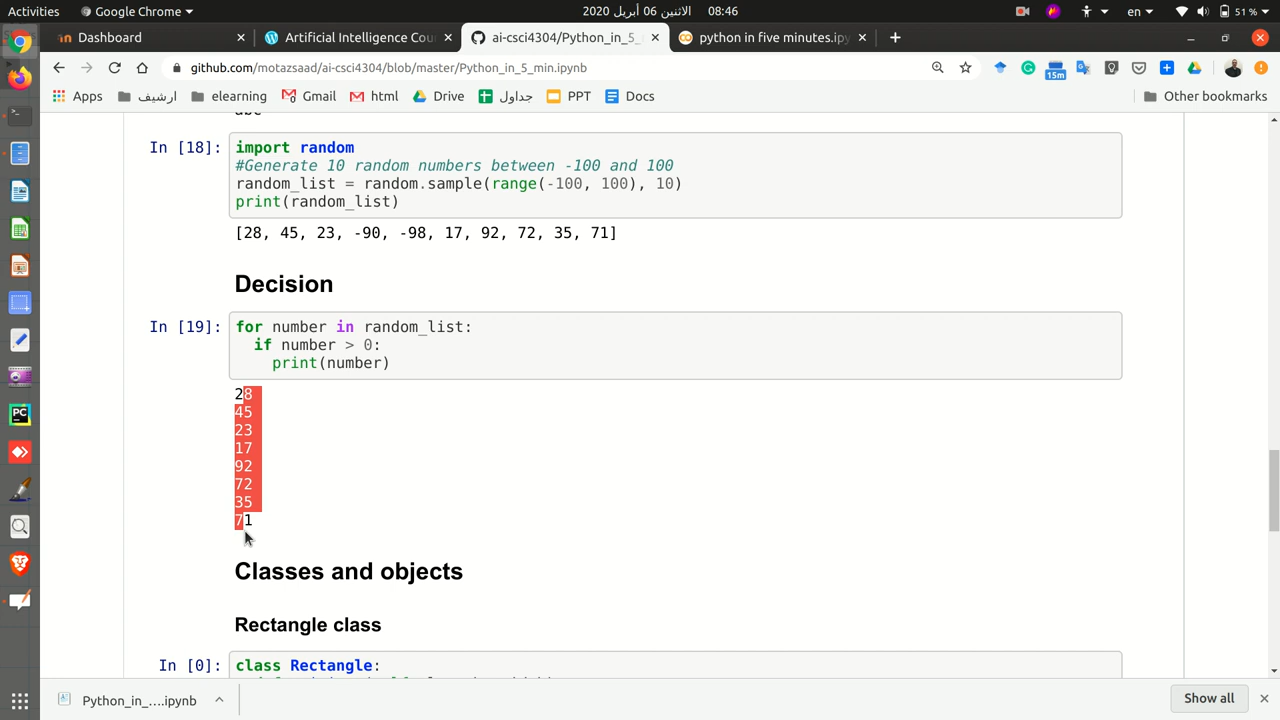 Activities
Google Chrome
الاثنين 06 أبريل 2020
08:46
en
51 %
Dashboard
Artificial Intelligence Cou
ai-csci4304/Python_in_5_
python in five minutes.ipy
github.com/motazsaad/ai-csci4304/blob/master/Python_in_5_min.ipynb
15m
Apps
ارشيف
elearning
Gmail
html
Drive
جداول
PPT
Docs
Other bookmarks
abc
In [18]:
import random
#Generate 10 random numbers between -100 and 100
random_list = random.sample(range(-100, 100), 10)
print(random_list)
[28, 45, 23, -90, -98, 17, 92, 72, 35, 71]
Decision
In [19]:
for number in random_list:
if number > 0:
print(number)
28
45
23
17
92
72
35
71
Classes and objects
Rectangle class
In [0]:
class Rectangle:
Python_in_....ipynb
Show all